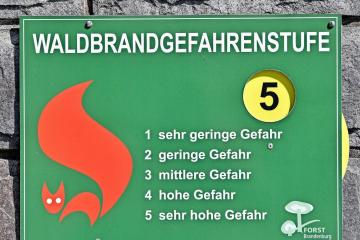 WALDBRANDGEFAHRENSTUFE
5
1 sehr geringe Gefahr
2 geringe Gefahr
3 mittlere Gefahr
4 hohe Gefahr
5 sehr hohe Gefahr
FORST
Brandenburg